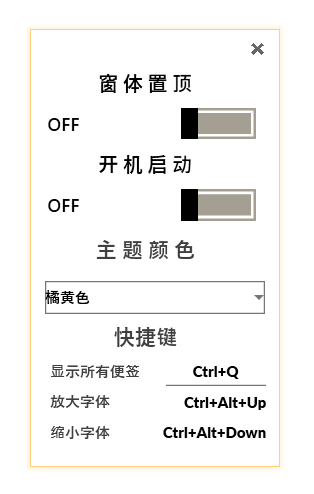 窗体置顶
OFF
开机启动
OFF
主题颜色
橘黄色
快捷键
显示所有便签 Ctrl+Q
放大字体 Ctrl+Alt+Up
缩小字体 Ctrl+Alt+Down